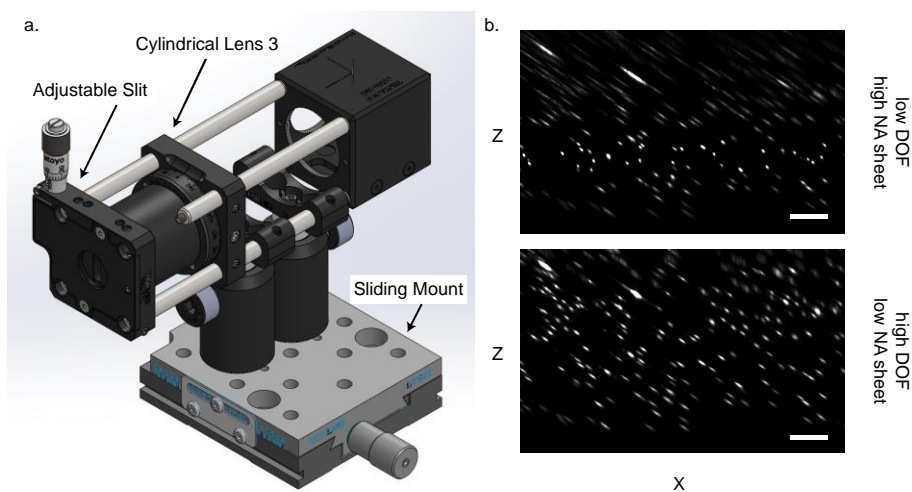 a.
Cylindrical Lens 3
Adjustable Slit
Sliding Mount
b.
Z
low DOF
high NA sheet
Z
high DOF
low NA sheet
X